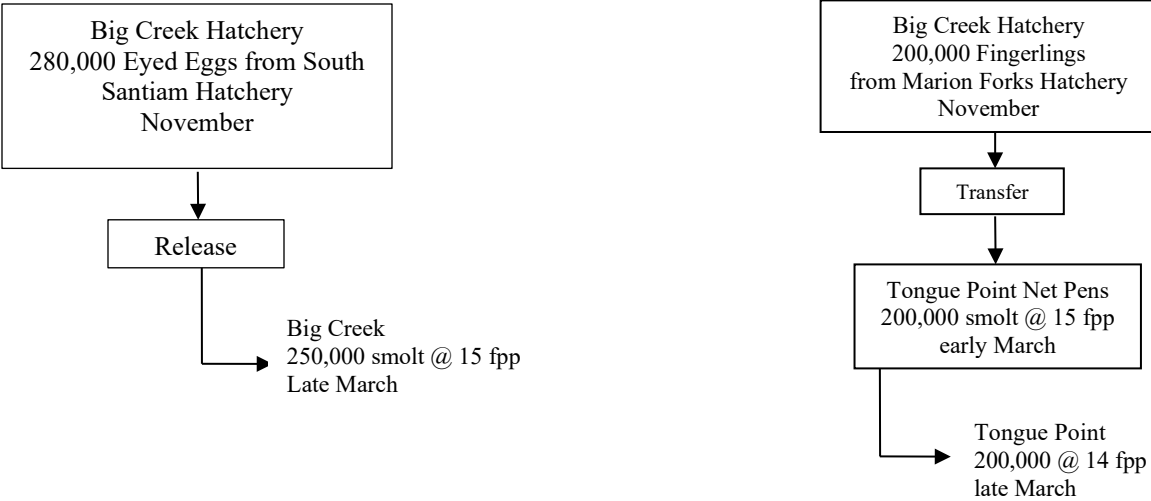 Big Creek Hatchery
280,000 Eyed Eggs from South
Santiam Hatchery
November
Release
Big Creek
250,000 smolt @ 15 fpp
Late March
Big Creek Hatchery
200,000 Fingerlings
from Marion Forks Hatchery
November
Transfer
Tongue Point Net Pens
200,000 smolt @ 15 fpp
early March
Tongue Point
200,000 @ 14 fpp
late March